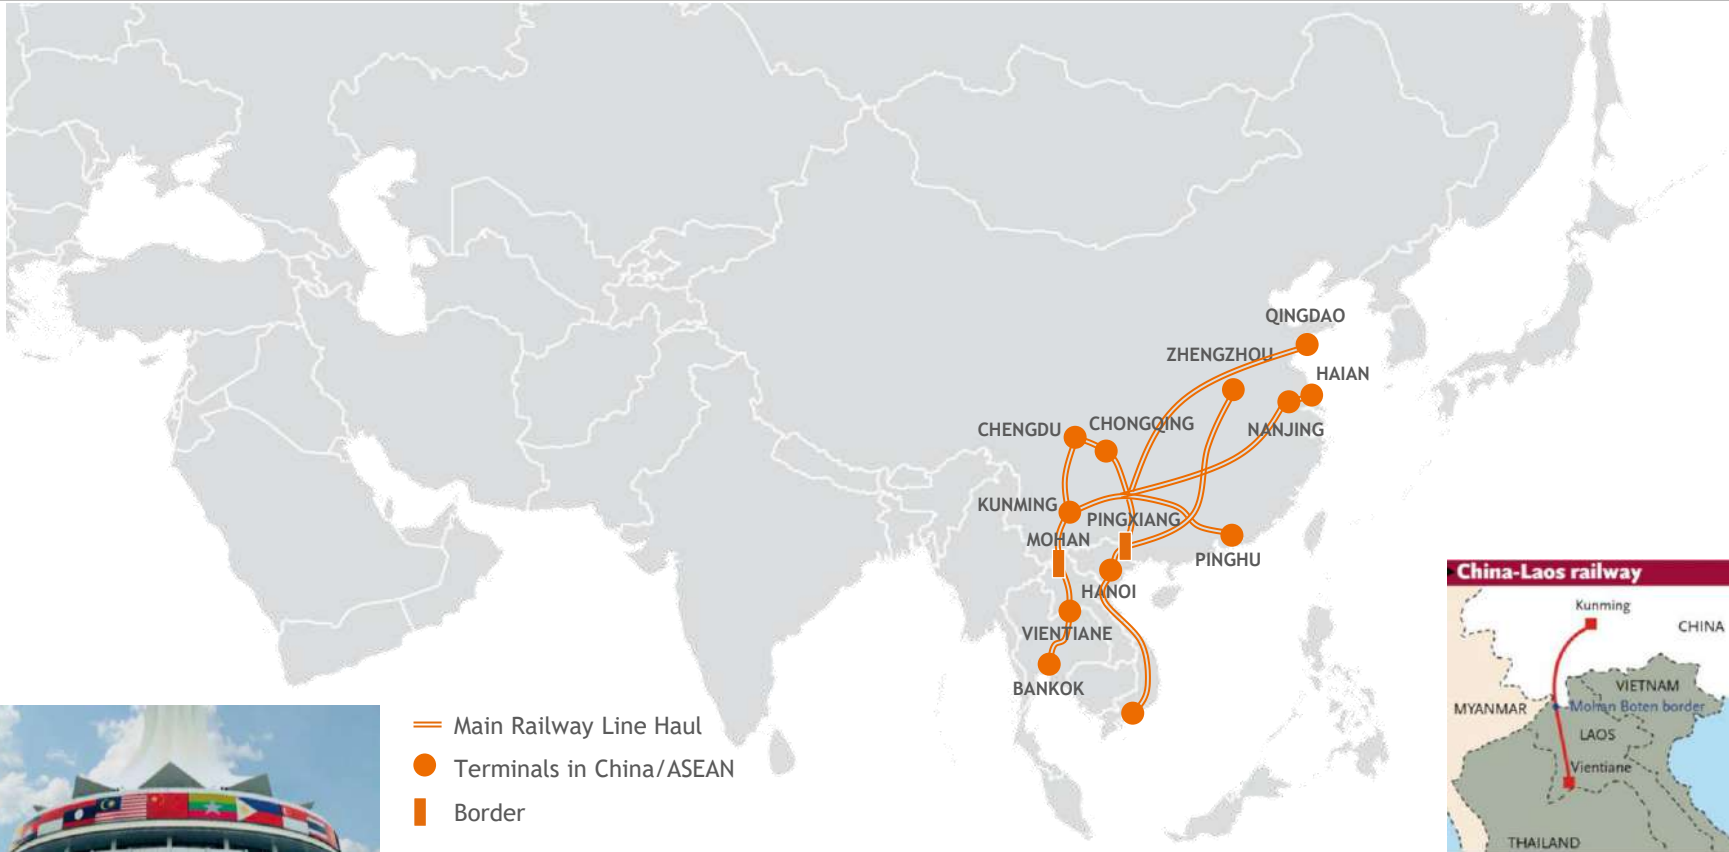 QINGDAO
ZHENGZHOU
HAIAN
CHENGDU
CHONGQING
NANJING
KUNMING
PINGXIANG
MOHAN
PINGHU
HANOI
VIENTIANE
BANKOK
Main Railway Line Haul
Terminals in China/ASEAN
Border
China-Laos railway
Kunming
CHINA
VIETNAM
MYANMAR
Mohan Boten border
LAOS
Vientiane
THAILAND